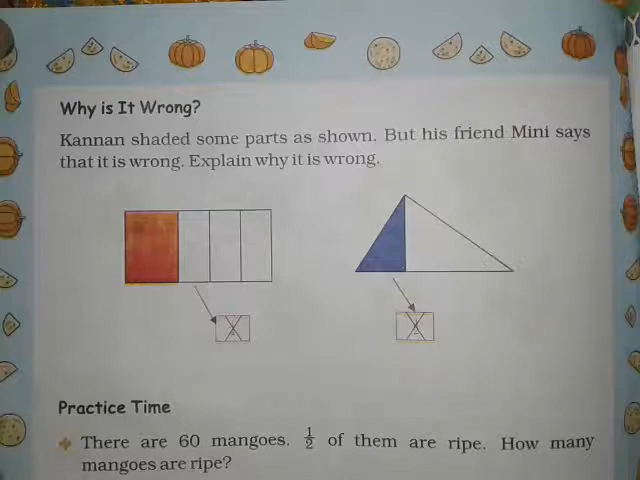 Why is It Wrong?
Kannan shaded some parts as shown. But his friend Mini says
that it is wrong. Explain why it is wrong.
Practice Time
There are 60 mangoes. 1/2 of them are ripe. How many
mangoes are ripe?